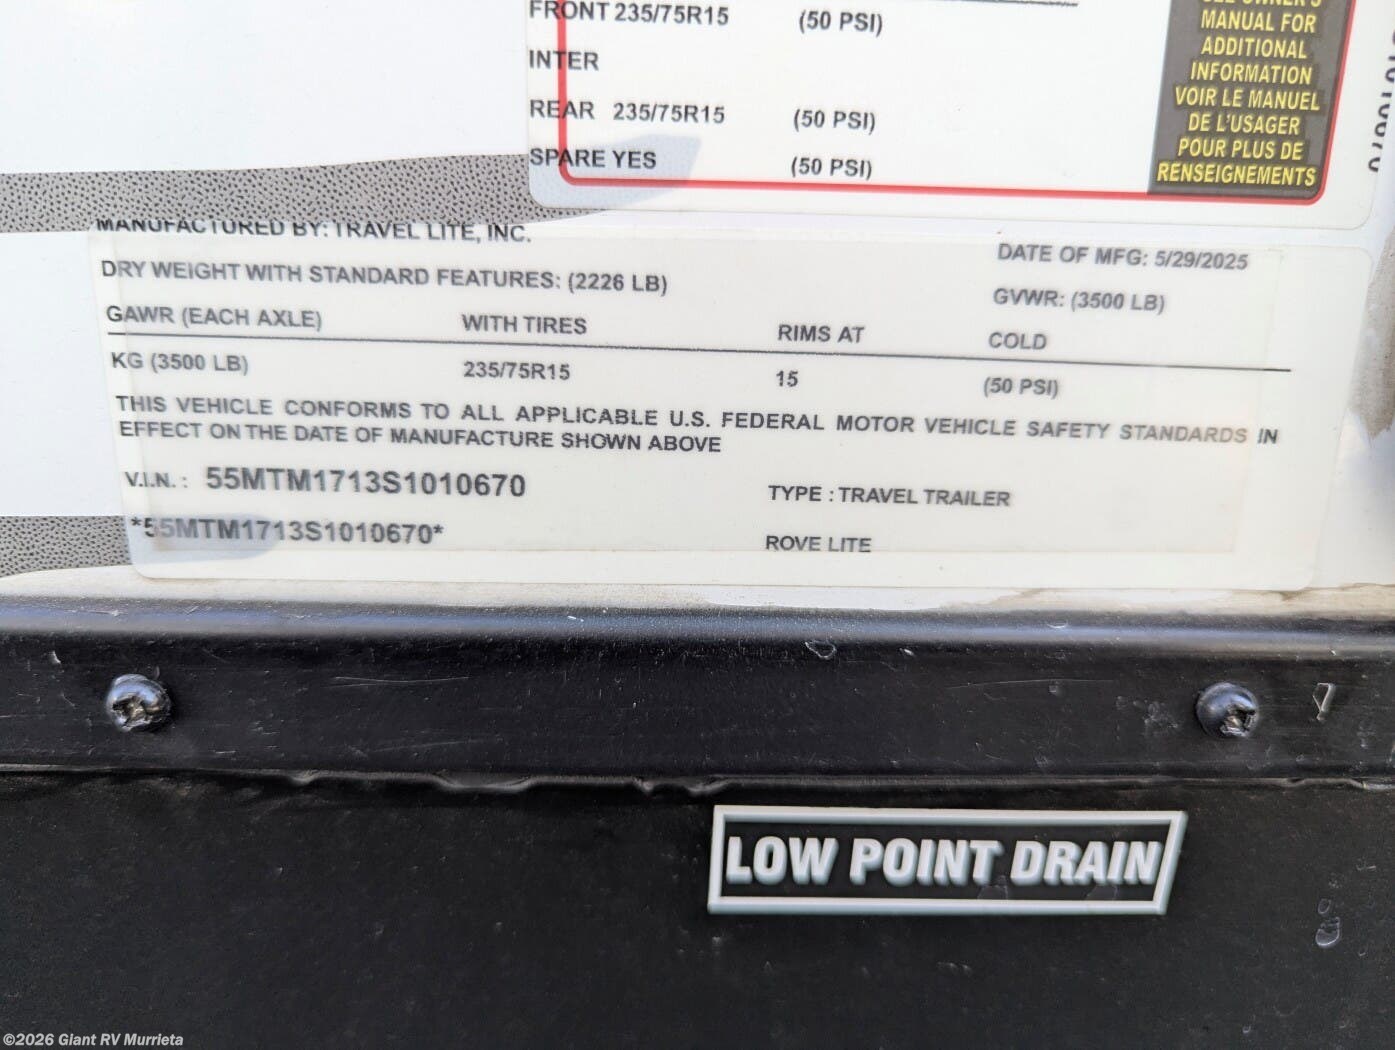 FRONT 235/75R15 (50 PSI)
INTER
REAR 235/75R15 (50 PSI)
SPARE YES (50 PSI)
SEE OWNER'S
MANUAL FOR
ADDITIONAL
INFORMATION
VOIR LE MANUEL
DE L'USAGER
POUR PLUS DE
RENSEIGNEMENTS
MANUFACTURED BY: TRAVEL LITE, INC.
DATE OF MFG: 5/29/2025
DRY WEIGHT WITH STANDARD FEATURES: (2226 LB)
GVWR: (3500 LB)
GAWR (EACH AXLE) WITH TIRES RIMS AT COLD
KG (3500 LB) 235/75R15 15 (50 PSI)
THIS VEHICLE CONFORMS TO ALL APPLICABLE U.S. FEDERAL MOTOR VEHICLE SAFETY STANDARDS IN
EFFECT ON THE DATE OF MANUFACTURE SHOWN ABOVE
V.I.N. : 55MTM1713S1010670
TYPE : TRAVEL TRAILER
*55MTM1713S1010670*
ROVE LITE
LOW POINT DRAIN
©2026 Giant RV Murrieta